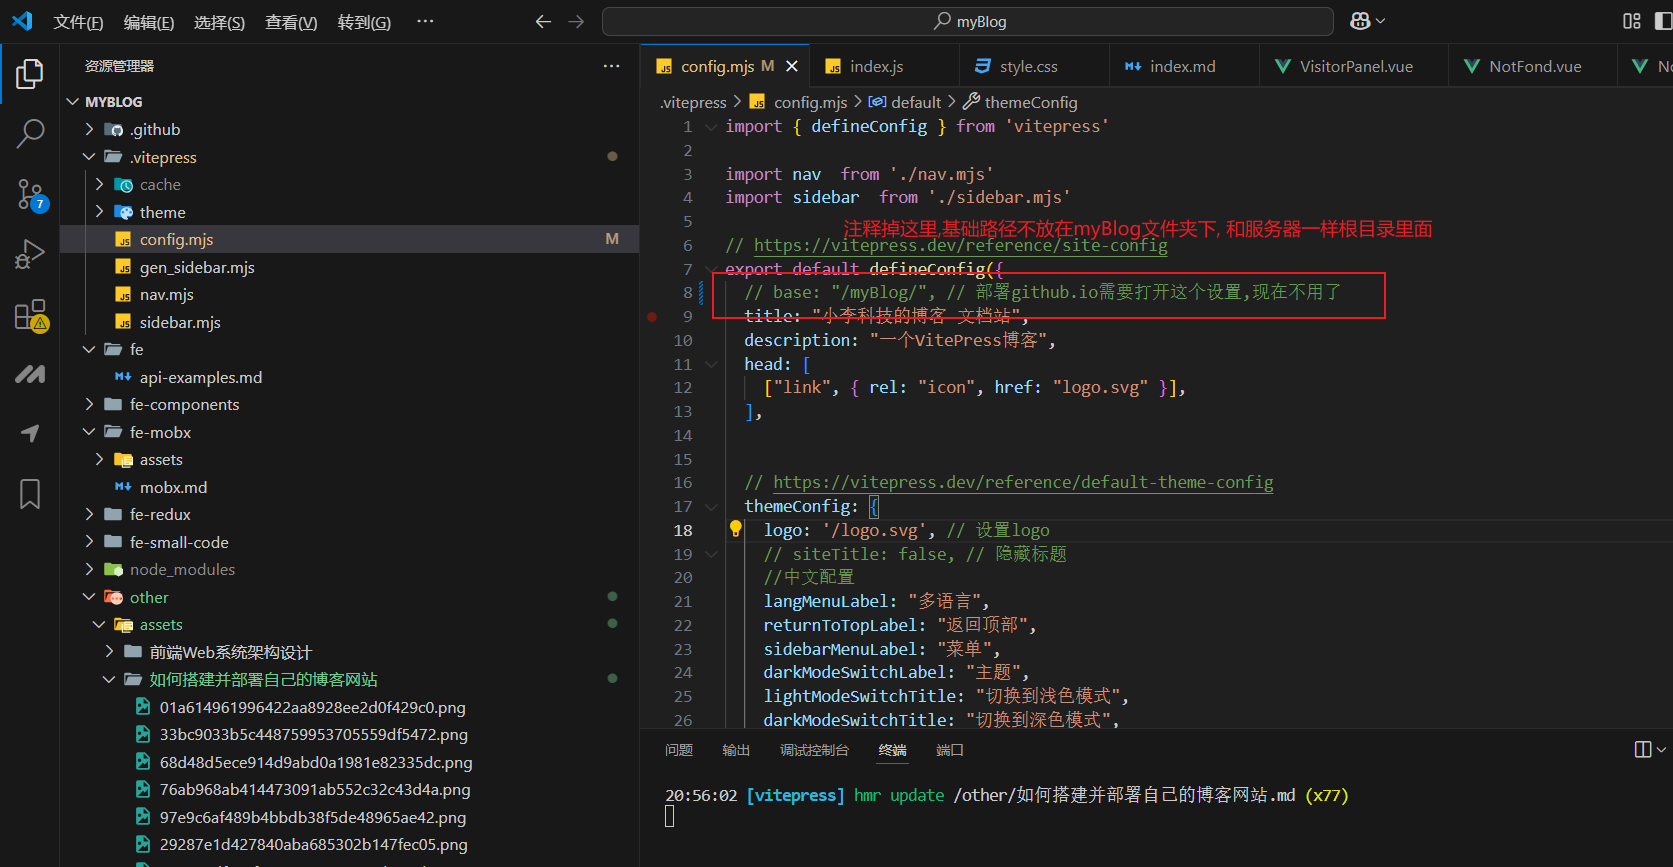 文件(F) 编辑(E) 选择(S) 查看(V) 转到(G) ··· myBlog
资源管理器 ···
config.mjs M
index.js
style.css
index.md
VisitorPanel.vue
NotFond.vue
MYBLOG
.github
.vitepress
cache
theme
config.mjs M
gen_sidebar.mjs
nav.mjs
sidebar.mjs
fe
api-examples.md
fe-components
fe-mobx
assets
mobx.md
fe-redux
fe-small-code
node_modules
other
assets
前端Web系统架构设计
如何搭建并部署自己的博客网站
01a614961996422aa8928ee2d0f429c0.png
33bc9033b5c448759953705559df5472.png
68d48d5ece914d9abd0a1981e82335dc.png
76ab968ab414473091ab552c32c43d4a.png
97e9c6af489b4bbdb38f5de48965ae42.png
29287e1d427840aba685302b147fec05.png
7
.vitepress > config.mjs > default > themeConfig
1 import { defineConfig } from 'vitepress'
2
3 import nav  from './nav.mjs'
4 import sidebar  from './sidebar.mjs'
5
注释掉这里,基础路径不放在myBlog文件夹下, 和服务器一样根目录里面
6 // https://vitepress.dev/reference/site-config
7 export default defineConfig({
8 // base: "/myBlog/", // 部署github.io需要打开这个设置,现在不用了
9 title: "小李科技的博客 文档站",
10 description: "一个VitePress博客",
11 head: [
12 ["link", { rel: "icon", href: "logo.svg" }],
13 ],
14
15
16 // https://vitepress.dev/reference/default-theme-config
17 themeConfig: {
18 logo: '/logo.svg', // 设置logo
19 // siteTitle: false, // 隐藏标题
20 //中文配置
21 langMenuLabel: "多语言",
22 returnToTopLabel: "返回顶部",
23 sidebarMenuLabel: "菜单",
24 darkModeSwitchLabel: "主题",
25 lightModeSwitchTitle: "切换到浅色模式",
26 darkModeSwitchTitle: "切换到深色模式",
问题 输出 调试控制台 终端 端口
20:56:02 [vitepress] hmr update /other/如何搭建并部署自己的博客网站.md (x77)